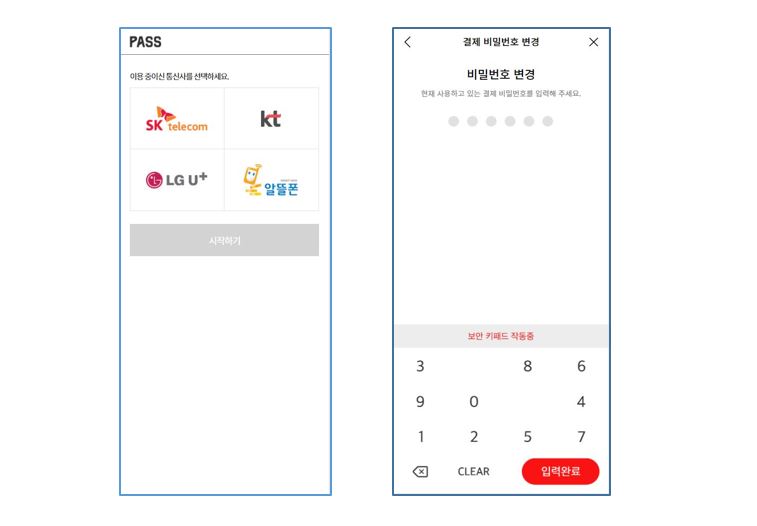 PASS
이용 중이신 통신사를 선택하세요.
SK telecom
kt
LG U+
알뜰폰
시작하기
결제 비밀번호 변경
비밀번호 변경
현재 사용하고 있는 결제 비밀번호를 입력해 주세요.
보안 키패드 작동중
3 8 6
9 0 4
1 2 5 7
CLEAR 입력완료